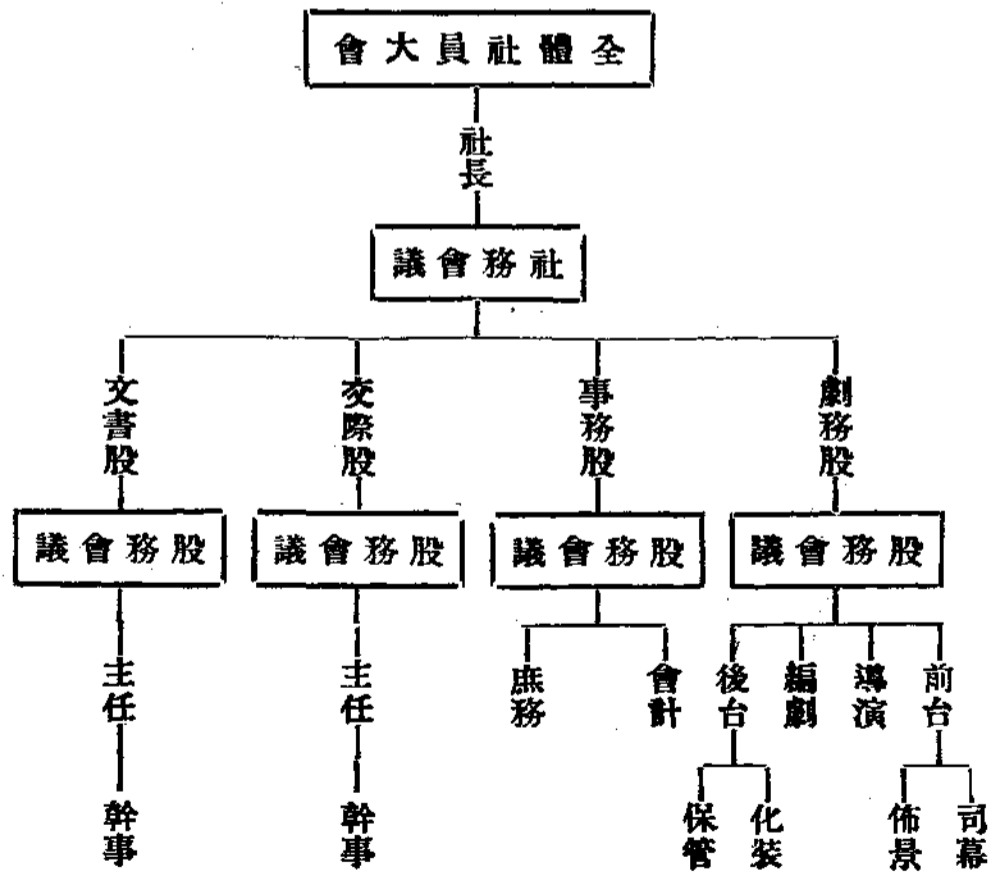 全體社員大會
社長
社務會議
劇務股
事務股
交際股
文書股
股務會議
股務會議
股務會議
股務會議
前台
導演
編劇
後台
會計
庶務
主任
主任
司幕
佈景
化裝
保管
幹事
幹事